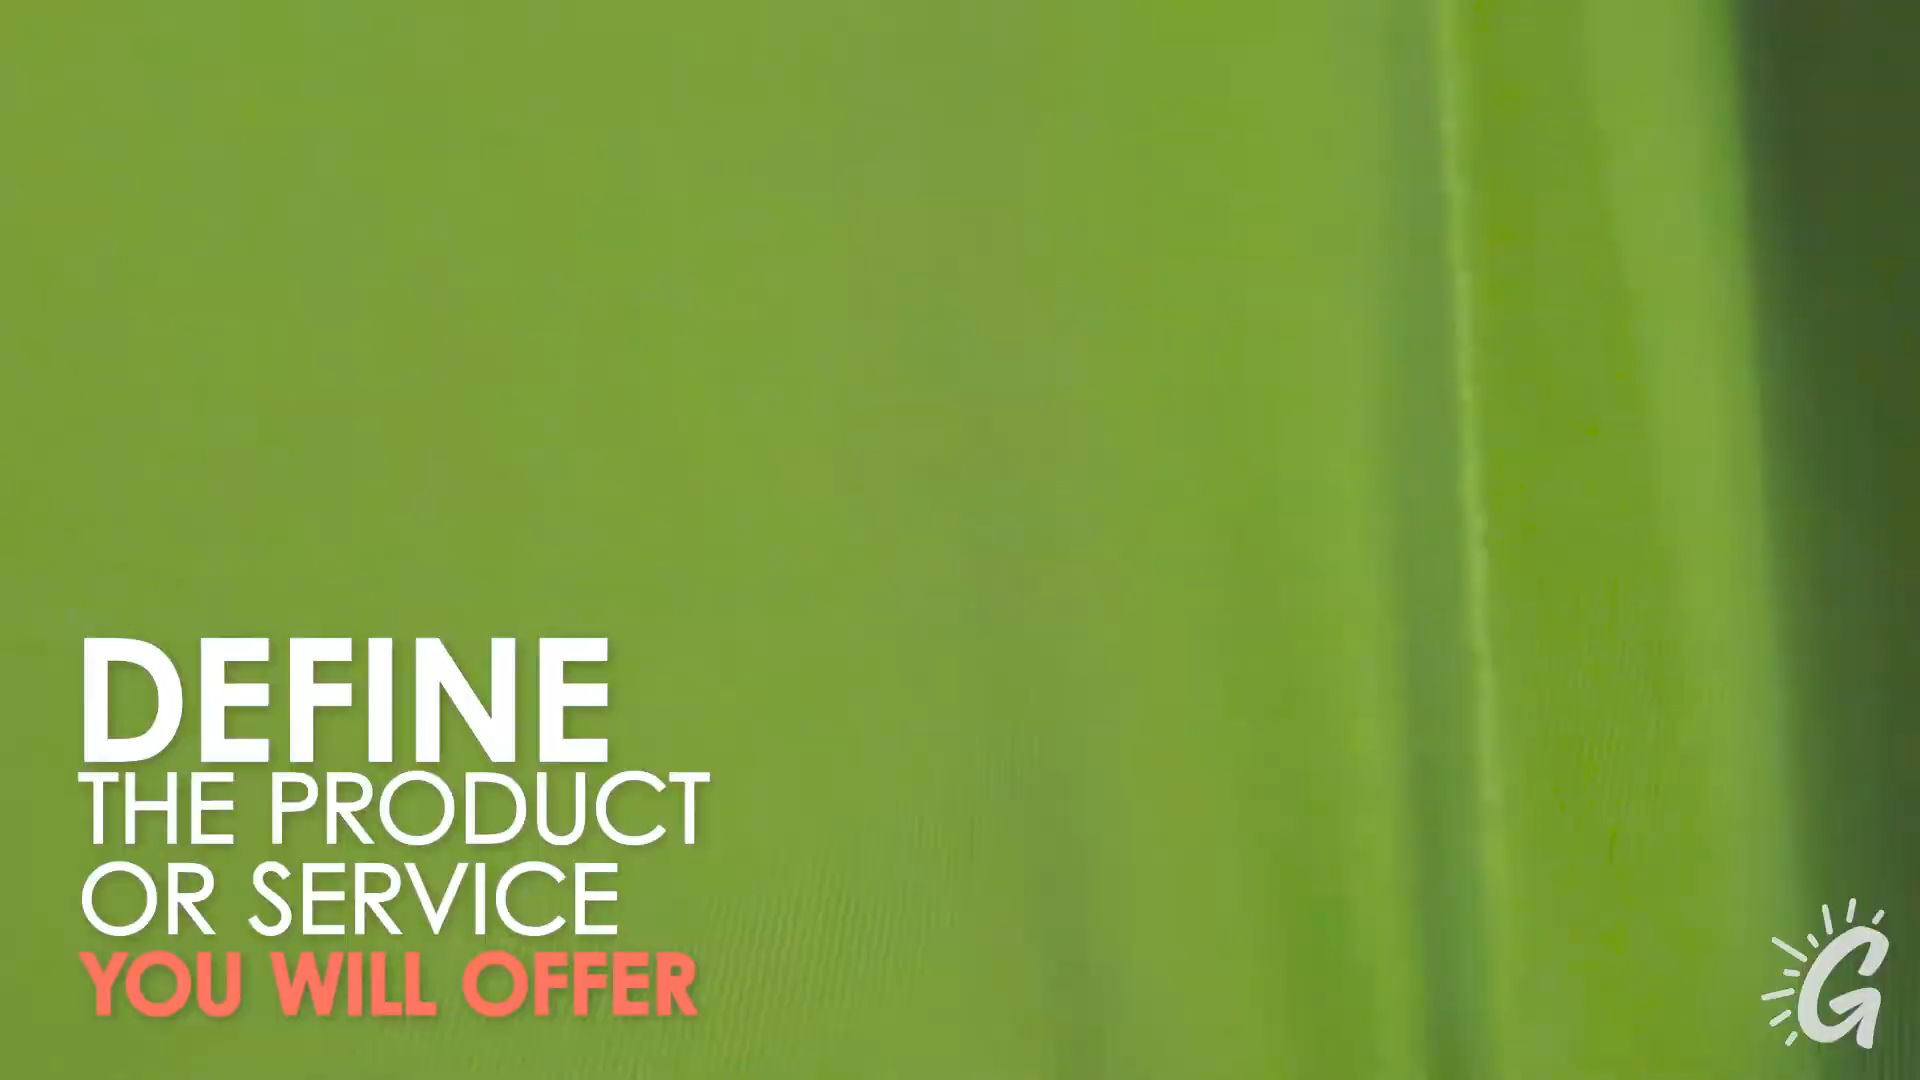 DEFINE
THE PRODUCT
OR SERVICE
YOU WILL OFFER
G